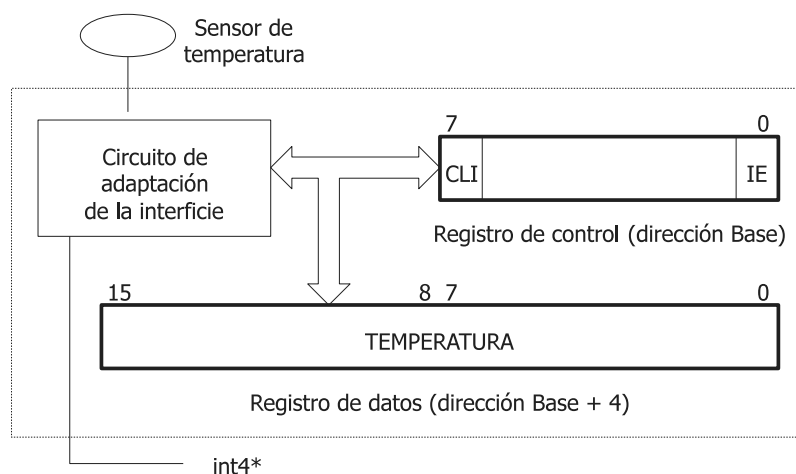 Sensor de
temperatura
7 0
Circuito de
adaptación
de la interficie
CLI IE
Registro de control (dirección Base)
15 8 7 0
TEMPERATURA
Registro de datos (dirección Base + 4)
int4*